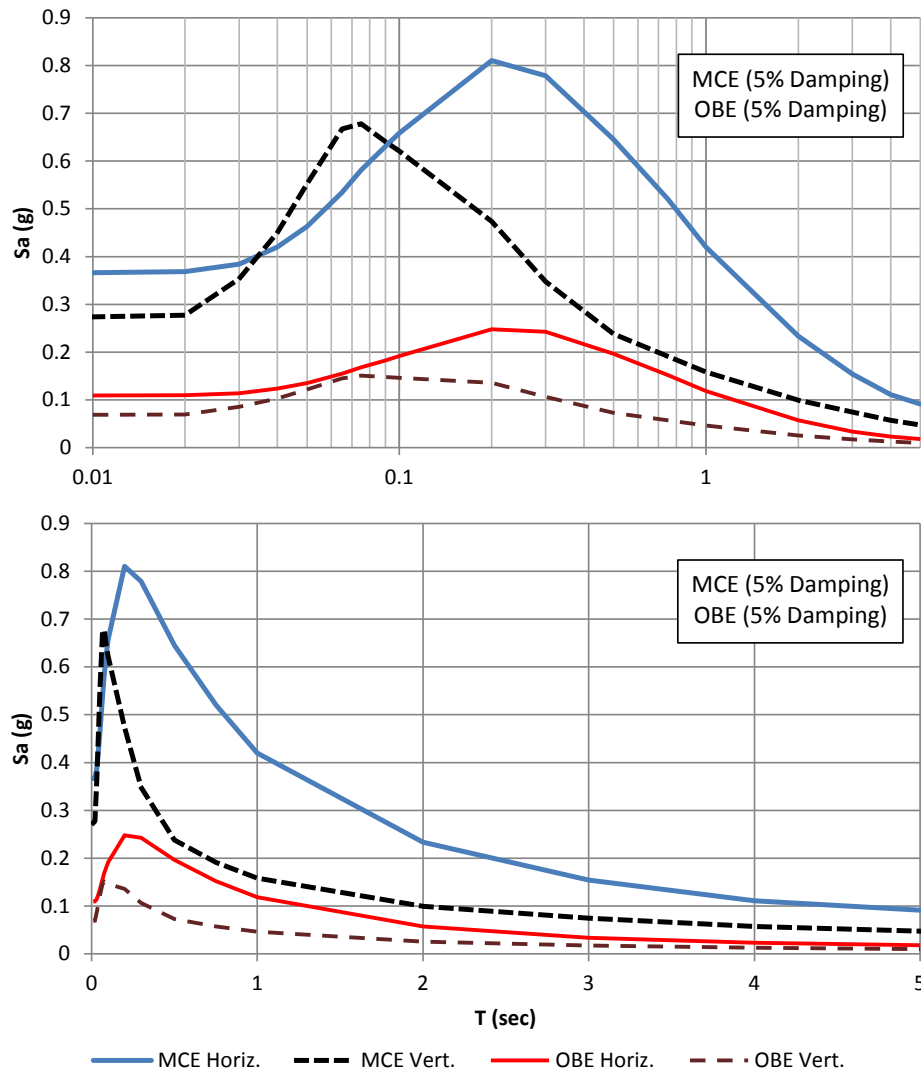 0.9
0.8
0.7
0.6
0.5
0.4
0.3
0.2
0.1
0
Sa (g)
MCE (5% Damping)
OBE (5% Damping)
0.01 0.1 1
0.9
0.8
0.7
0.6
0.5
0.4
0.3
0.2
0.1
0
Sa (g)
MCE (5% Damping)
OBE (5% Damping)
0 1 2 3 4 5
T (sec)
MCE Horiz. MCE Vert. OBE Horiz. OBE Vert.